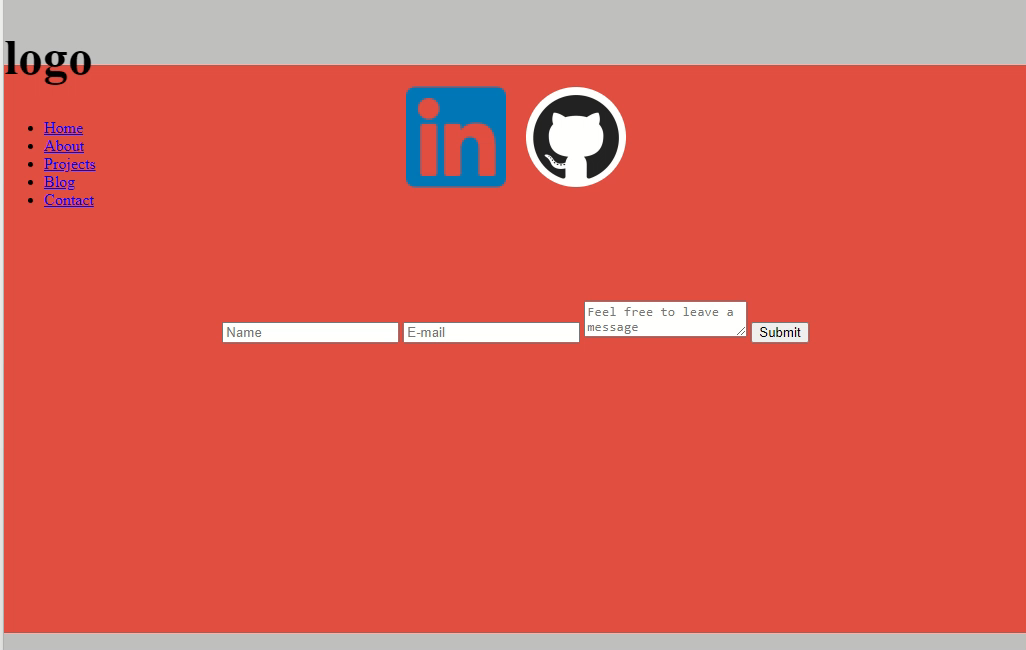 logo
Home
About
Projects
Blog
Contact
in
Name
E-mail
Feel free to leave a
message
Submit